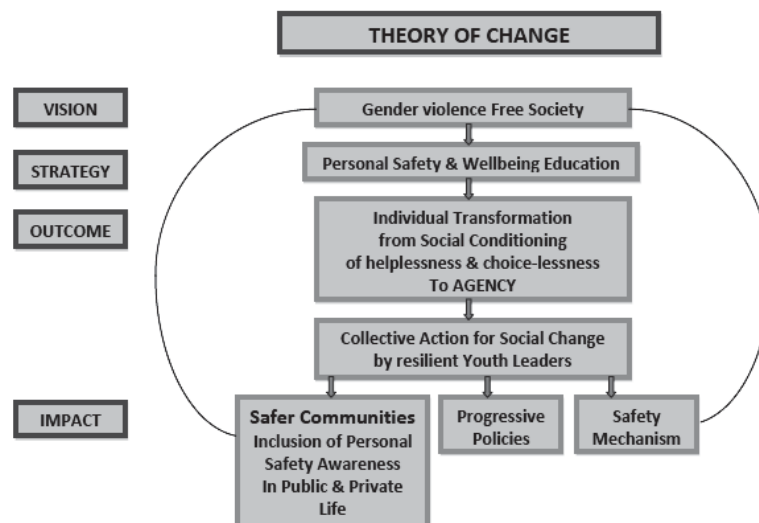 THEORY OF CHANGE
VISION
Gender violence Free Society
STRATEGY
Personal Safety & Wellbeing Education
OUTCOME
Individual Transformation
from Social Conditioning
of helplessness & choice-lessness
To AGENCY
Collective Action for Social Change
by resilient Youth Leaders
IMPACT
Safer Communities
Inclusion of Personal
Safety Awareness
In Public & Private
Life
Progressive
Policies
Safety
Mechanism